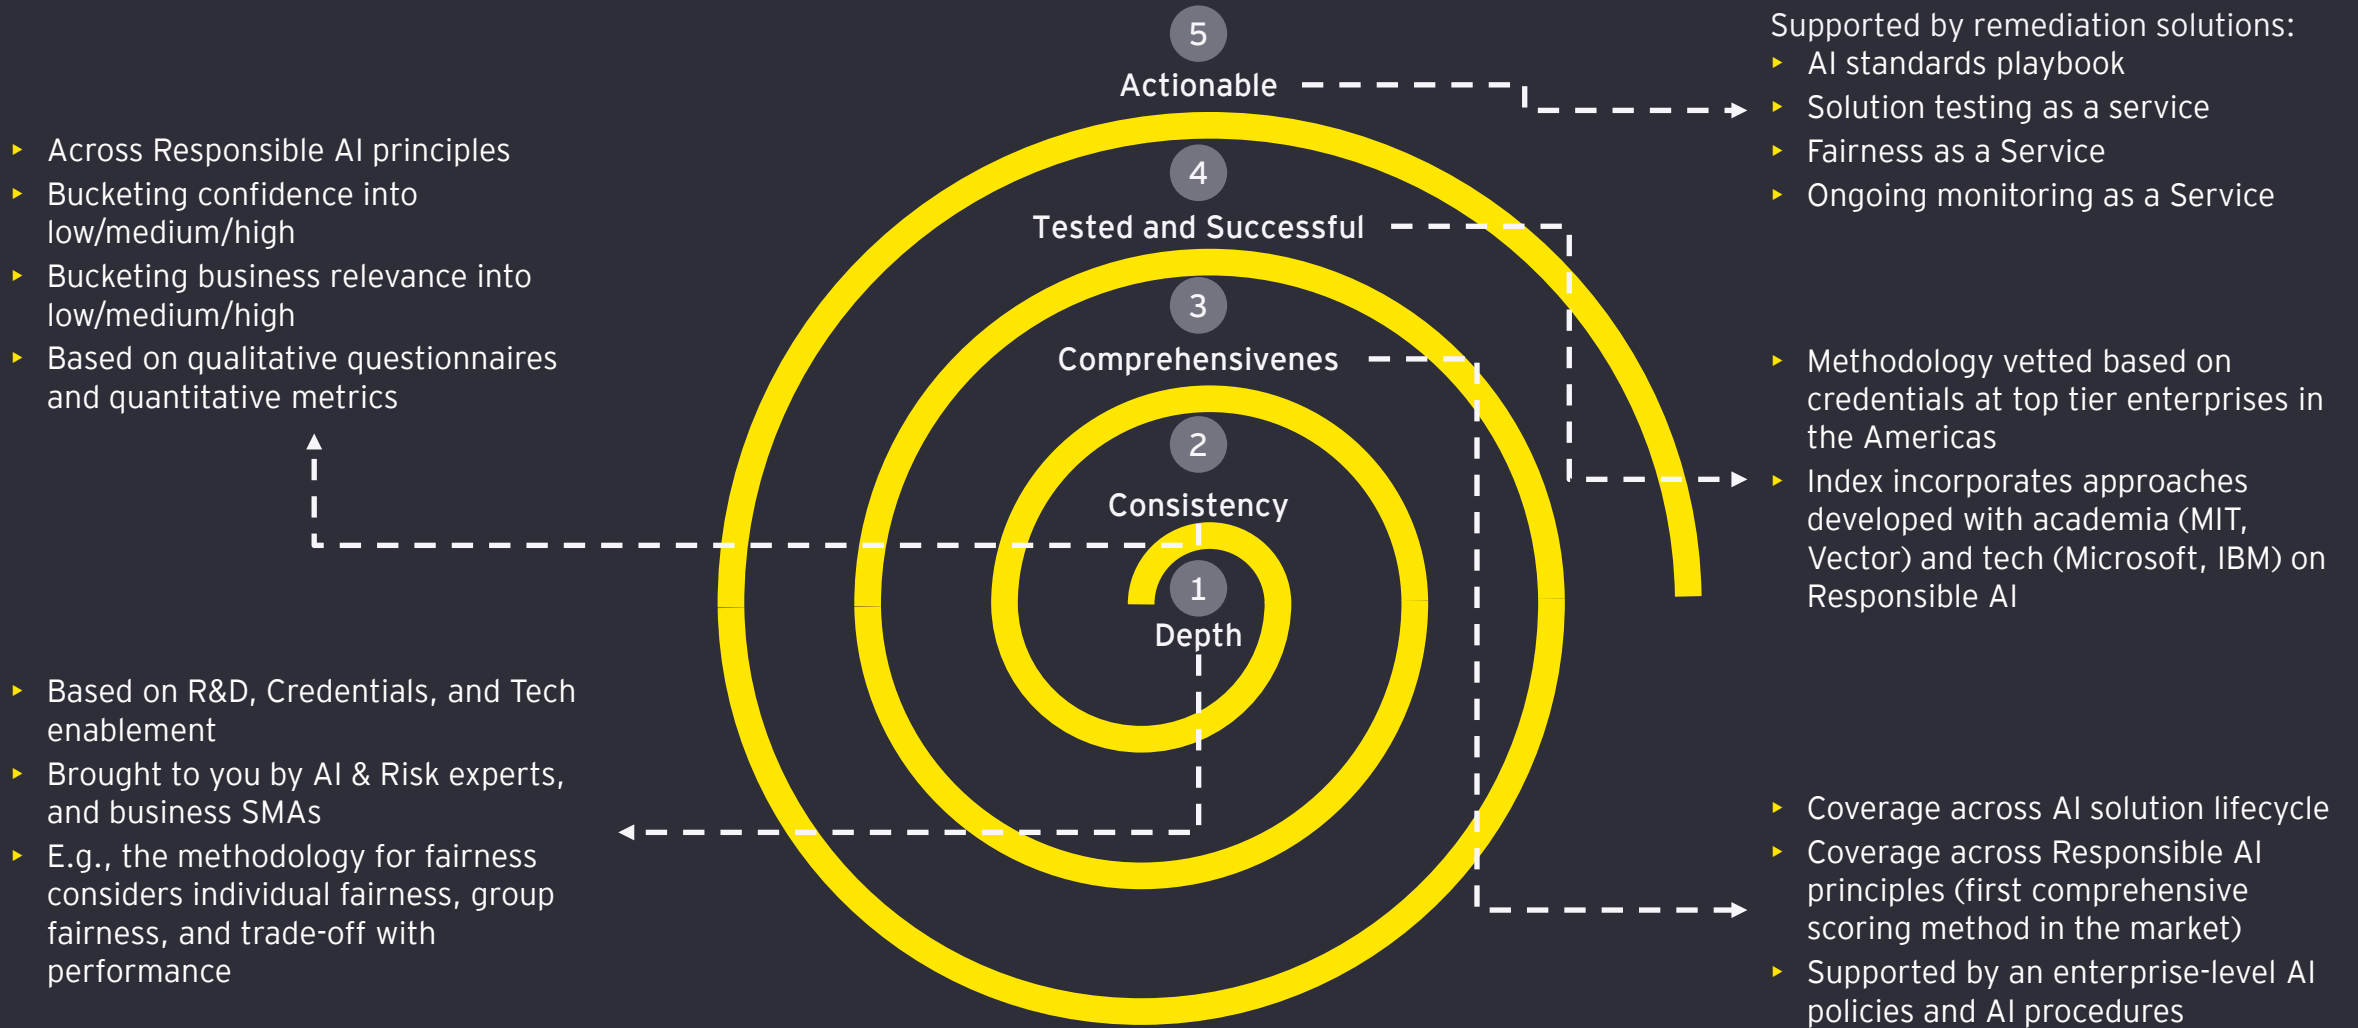 5
Actionable
4
Tested and Successful
3
Comprehensivenes
2
Consistency
1
Depth
▸ Across Responsible AI principles
▸ Bucketing confidence into
low/medium/high
▸ Bucketing business relevance into
low/medium/high
▸ Based on qualitative questionnaires
and quantitative metrics
▸ Based on R&D, Credentials, and Tech
enablement
▸ Brought to you by AI & Risk experts,
and business SMAs
▸ E.g., the methodology for fairness
considers individual fairness, group
fairness, and trade-off with
performance
Supported by remediation solutions:
▸ AI standards playbook
▸ Solution testing as a service
▸ Fairness as a Service
▸ Ongoing monitoring as a Service
▸ Methodology vetted based on
credentials at top tier enterprises in
the Americas
▸ Index incorporates approaches
developed with academia (MIT,
Vector) and tech (Microsoft, IBM) on
Responsible AI
▸ Coverage across AI solution lifecycle
▸ Coverage across Responsible AI
principles (first comprehensive
scoring method in the market)
▸ Supported by an enterprise-level AI
policies and AI procedures